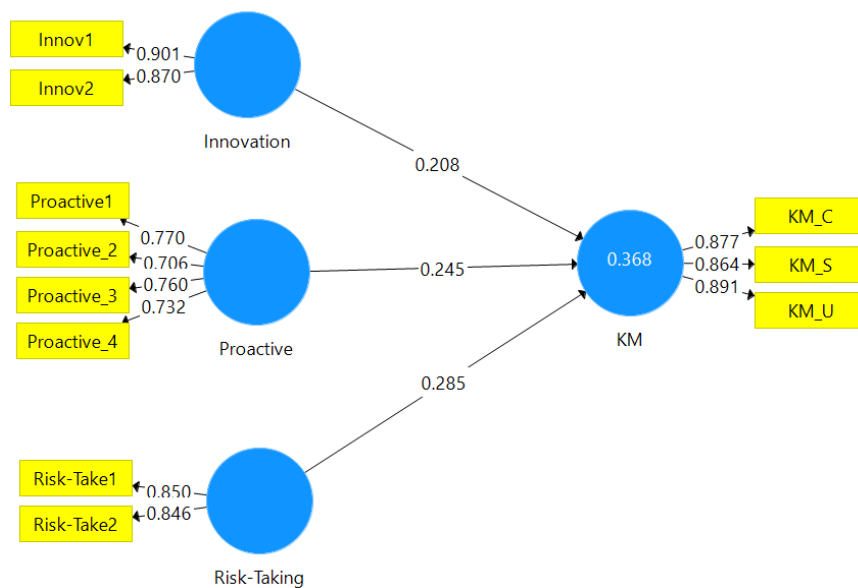 Innov1
0.901
Innov2
0.870
Innovation
0.208
Proactive1
0.770
Proactive_2
0.706
Proactive_3
0.760
Proactive_4
0.732
Proactive
0.245
Risk-Take1
0.850
Risk-Take2
0.846
Risk-Taking
0.285
0.368
KM
0.877
KM_C
0.864
KM_S
0.891
KM_U